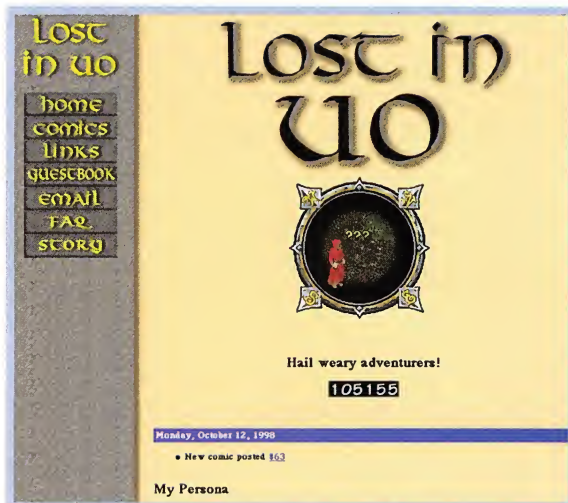 Lost
in uo
home
comics
links
guestbook
email
FAQ
story
Lost in
UO
???
Hail weary adventurers!
105155
Monday, October 12, 1998
• New comic posted #63
My Persona